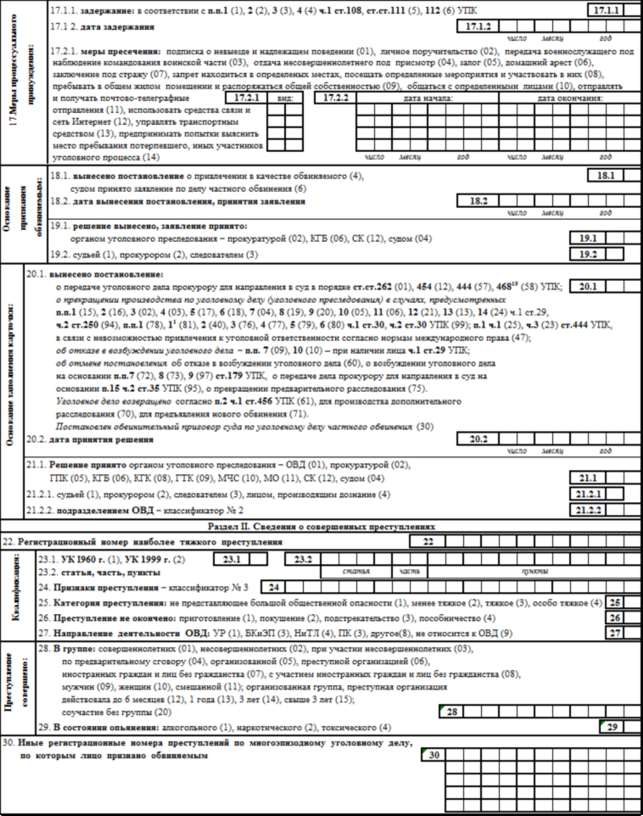 17 Меры процессуального
принуждения:
17.1.1. задержание: в соответствии с п.п.1 (1), 2 (2), 3 (3), 4 (4) ч.1 ст.108, ст.ст.111 (5), 112 (6) УПК
17.1.1
17.1 2. дата задержания
17.1.2
число месяц год
17.2.1. меры пресечения: подписка о невыезде и надлежащем поведении (01), личное поручительство (02), передача военнослужащего под
наблюдение командования воинской части (03), отдача несовершеннолетнего под присмотр (04), залог (05), домашний арест (06),
заключение под стражу (07), запрет находиться в определеных местах, посещать определенные мероприятия и участвовать в них (08),
пребывать в общем жилом помещении и распоряжаться общей собственностью (09), общаться с определенными лицами (10), отправлять
и получать почтово-телеграфные
17.2.1 вид: 17.2.2 дата начала: дата окончания:
отправления (11), использовать средства связи и
сеть Интернет (12), управлять транспортным
средством (13), предпринимать попытки выяснить
место пребывания потерпевшего, иных участников
уголовного процесса (14)
число месяц год число месяц год
Основание
признания
обвиняемым:
18.1. вынесено постановление о привлечении в качестве обвиняемого (4),
18.1
судом принято заявление по делу частного обвинения (6)
18.2. дата вынесения постановления, принятия заявления
18.2
число месяц год
19.1. решение вынесено, заявление принято:
органом уголовного преследования – прокуратурой (02), КГБ (06), СК (12), судом (04)
19.1
19.2. судьей (1), прокурором (2), следователем (3)
19.2
Основание заполнения карточки:
20.1. вынесено постановление:
о передаче уголовного дела прокурору для направления в суд в порядке ст.ст.262 (01), 454 (12), 444 (57), 468¹⁵ (58) УПК;
20.1
о прекращении производства по уголовному делу (уголовного преследования) в случаях, предусмотренных
п.п.1 (15), 2 (16), 3 (02), 4 (03), 5 (17), 6 (18), 7 (04), 8 (19), 9 (20), 10 (05), 11 (06), 12 (21), 13 (13), 14 (24) ч.1 ст.29,
ч.2 ст.250 (94), п.п.1 (78), 1¹ (81), 2 (40), 3 (76), 4 (77), 5 (79), 6 (80) ч.1 ст.30, ч.2 ст.30 УПК (99); п.1 ч.1 (25), ч.3 (23) ст.444 УПК,
в связи с невозможностью привлечения к уголовной ответственности согласно нормам международного права (47);
об отказе в возбуждении уголовного дела – п.п. 7 (09), 10 (10) – при наличии лица ч.1 ст.29 УПК;
об отмене постановления об отказе в возбуждении уголовного дела (60), о возбуждении уголовного дела
на основании п.п.7 (72), 8 (73), 9 (97) ст.179 УПК, о передаче дела прокурору для направления в суд на
основании п.15 ч.2 ст.35 УПК (95), о прекращении предварительного расследования (75).
Уголовное дело возвращено согласно п.2 ч.1 ст.456 УПК (61), для производства дополнительного
расследования (70), для предъявления нового обвинения (71).
Постановлен обвинительный приговор суда по уголовному делу частного обвинения (30)
20.2. дата принятия решения
20.2
число месяц год
21.1. Решение принято органом уголовного преследования – ОВД (01), прокуратурой (02),
ГПК (05), КГБ (06), КГК (08), ГТК (09), МЧС (10), МО (11), СК (12), судом (04)
21.1
21.2.1. судьей (1), прокурором (2), следователем (3), лицом, производящим дознание (4)
21.2.1
21.2.2. подразделением ОВД – классификатор № 2
21.2.2
Раздел II. Сведения о совершенных преступлениях
22. Регистрационный номер наиболее тяжкого преступления
22
Квалификация:
23.1. УК 1960 г. (1), УК 1999 г. (2)
23.1
23.2
23.2. статья, часть, пункты
статья часть пункты
24. Признаки преступления – классификатор № 3
24
25. Категория преступления: не представляющее большой общественной опасности (1), менее тяжкое (2), тяжкое (3), особо тяжкое (4)
25
26. Преступление не окончено: приготовление (1), покушение (2), подстрекательство (3), пособничество (4)
26
27. Направление деятельности ОВД: УР (1), БКиЭП (3), НиТЛ (4), ПК (3), другое(8), не относится к ОВД (9)
27
Преступление
совершено:
28. В группе: совершеннолетних (01), несовершеннолетних (02), при участии несовершеннолетних (03),
по предварительному сговору (04), организованной (05), преступной организацией (06),
иностранных граждан и лиц без гражданства (07), с участием иностранных граждан и лиц без гражданства (08),
мужчин (09), женщин (10), смешанной (11); организованная группа, преступная организация
действовала до 6 месяцев (12), 1 года (13), 3 лет (14), свыше 3 лет (15);
соучастие без группы (20)
28
29. В состоянии опьянения: алкогольного (1), наркотического (2), токсического (4)
29
30. Иные регистрационные номера преступлений по многоэпизодному уголовному делу,
по которым лицо признано обвиняемым
30